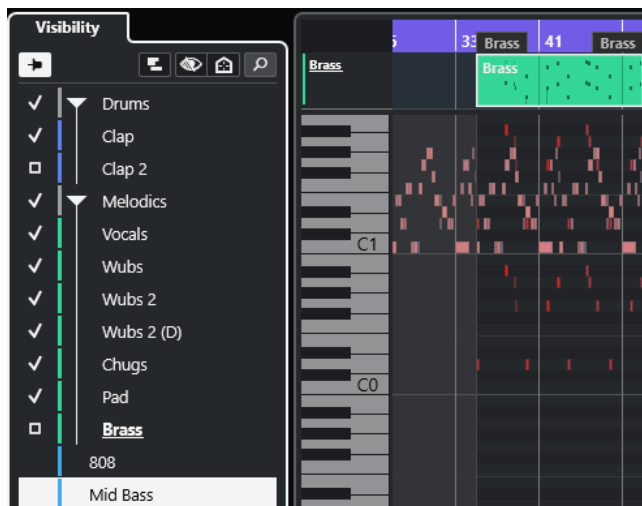 Visibility
33
41
Brass
Brass
Brass
Brass
Drums
Clap
Clap 2
Melodics
Vocals
Wubs
Wubs 2
Wubs 2 (D)
Chugs
Pad
Brass
808
Mid Bass
C1
C0